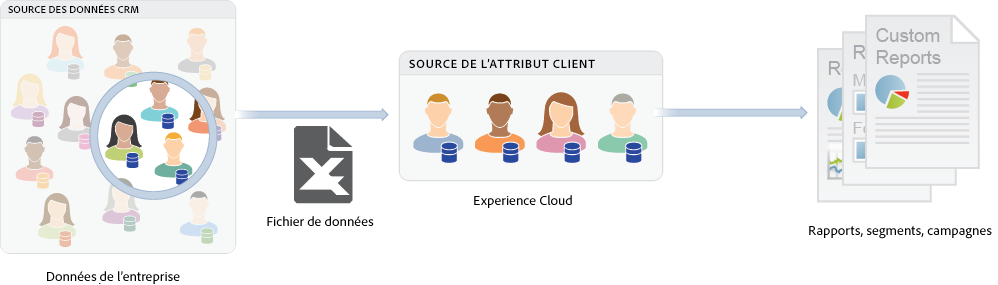 SOURCE DES DONNÉES CRM
Données de l'entreprise
Fichier de données
SOURCE DE L'ATTRIBUT CLIENT
Experience Cloud
Custom
Reports
Rapports, segments, campagnes